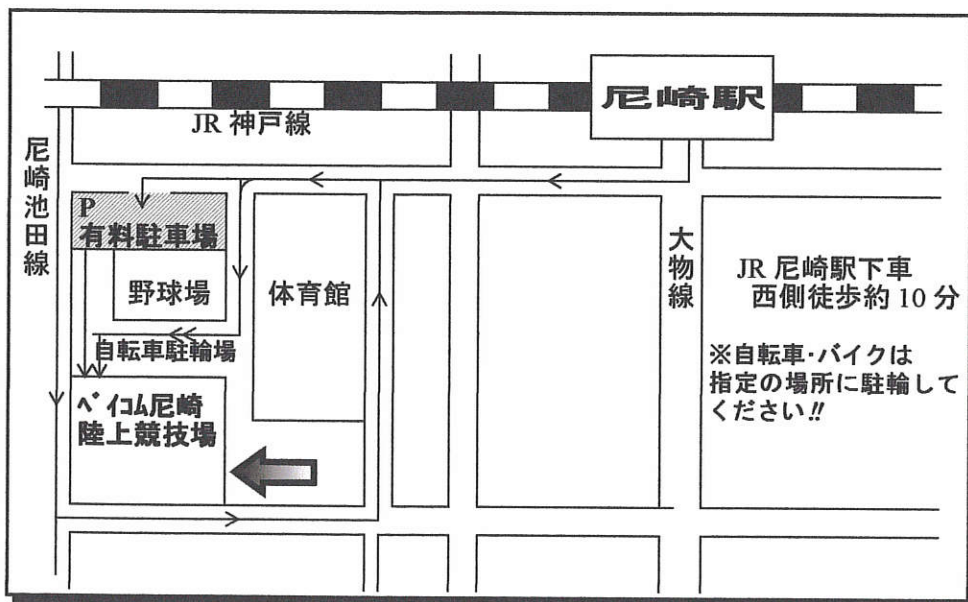 尼崎駅
JR 神戸線
尼崎池田線
P
有料駐車場
野球場
体育館
自転車駐輪場
ﾍﾞｲｺﾑ尼崎
陸上競技場
大物線
JR 尼崎駅下車
西側徒歩約 10 分
※自転車･バイクは
指定の場所に駐輪して
ください!!